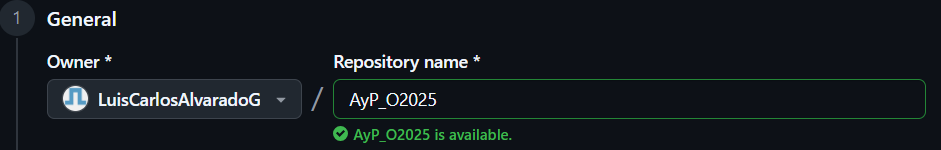 1 General
Owner * Repository name *
LuisCarlosAlvaradoG / AyP_O2025
AyP_O2025 is available.